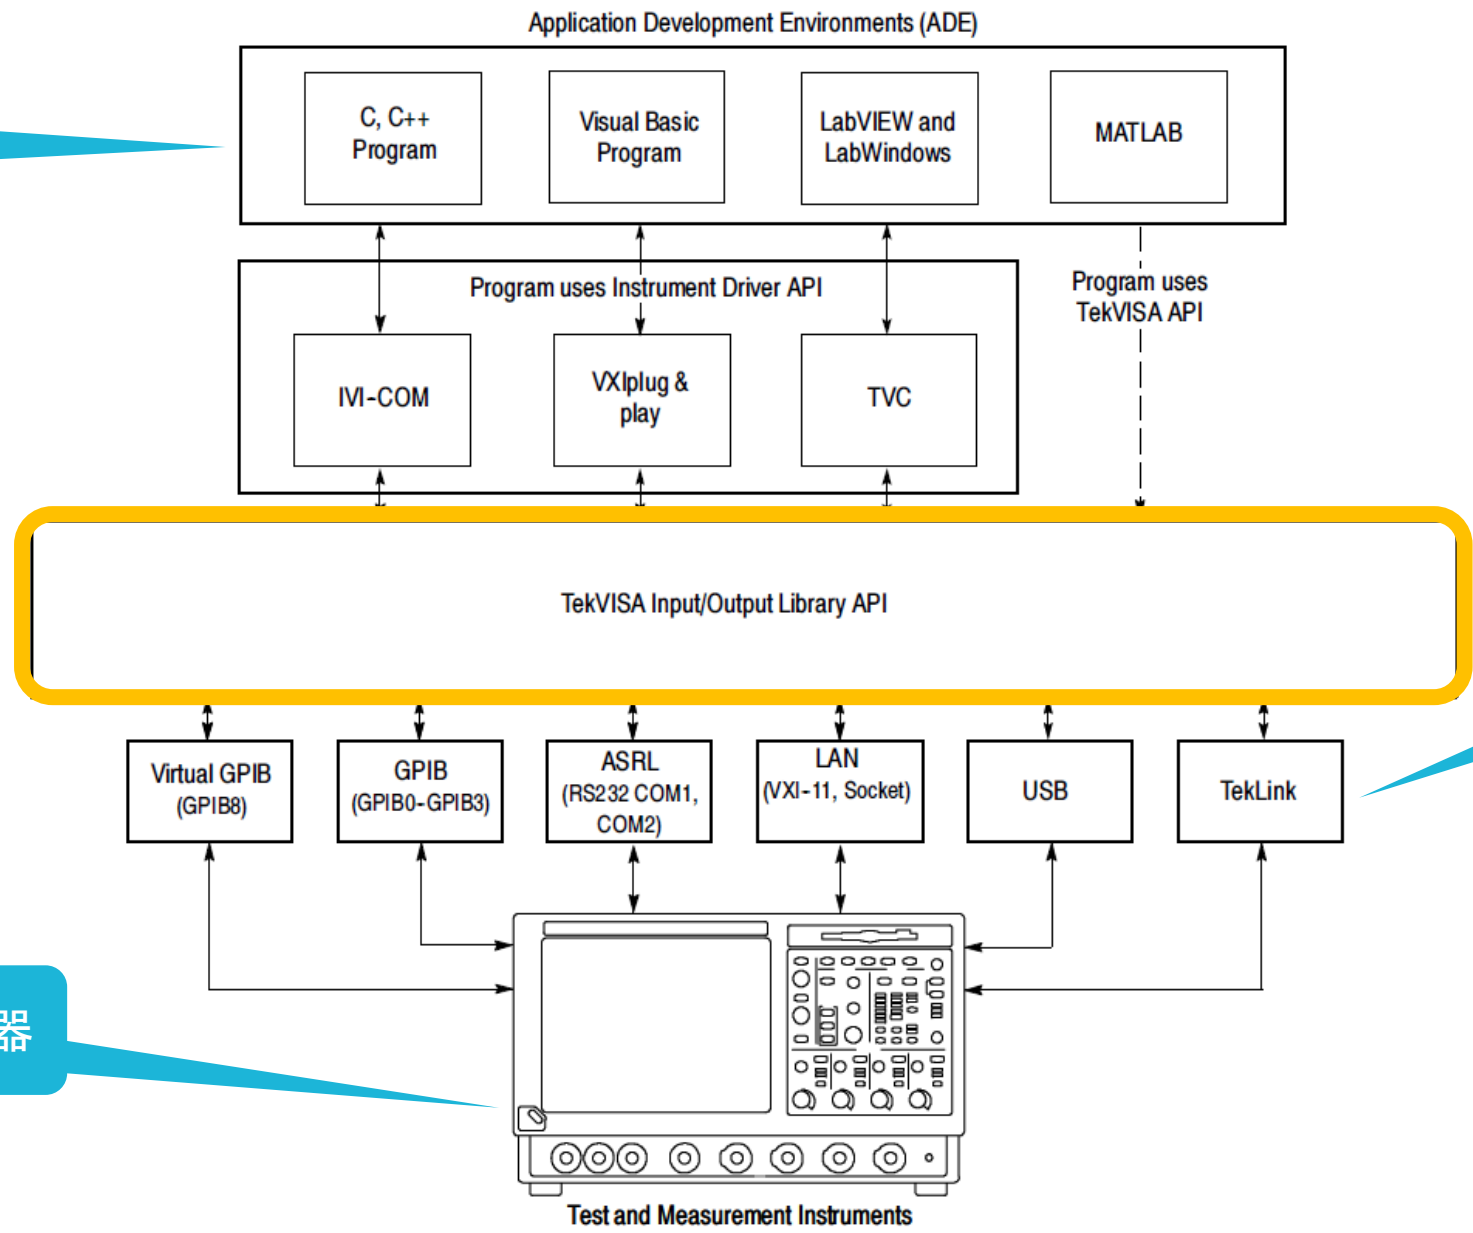 Application Development Environments (ADE)
C, C++
Program
Visual Basic
Program
LabVIEW and
LabWindows
MATLAB
Program uses Instrument Driver API
Program uses
TekVISA API
IVI-COM
VXIplug &
play
TVC
TekVISA Input/Output Library API
Virtual GPIB
(GPIB8)
GPIB
(GPIB0-GPIB3)
ASRL
(RS232 COM1,
COM2)
LAN
(VXI-11, Socket)
USB
TekLink
器
Test and Measurement Instruments